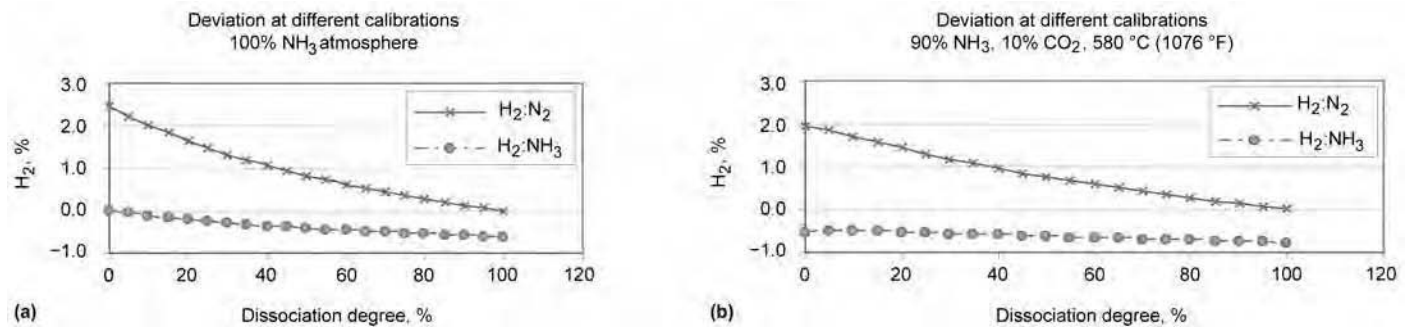 Deviation at different calibrations
100% NH₃ atmosphere
3.0
2.0
1.0
0.0
−1.0
H₂, %
H₂:N₂
H₂:NH₃
0
20
40
60
80
100
120
(a)
Dissociation degree, %
Deviation at different calibrations
90% NH₃, 10% CO₂, 580 °C (1076 °F)
3.0
2.0
1.0
0.0
−1.0
H₂, %
H₂:N₂
H₂:NH₃
0
20
40
60
80
100
120
(b)
Dissociation degree, %